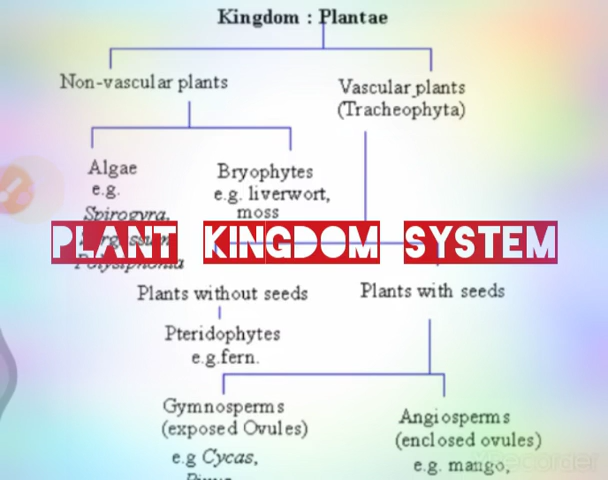 Kingdom : Plantae
Non-vascular plants
Vascular plants
(Tracheophyta)
Algae
e.g.
Spirogyra,
Bryophytes
e.g. liverwort,
moss
PLANT KINGDOM SYSTEM
Polysiphonia
Plants without seeds
Plants with seeds
Pteridophytes
e.g.fern.
Gymnosperms
(exposed Ovules)
e.g Cycas,
Angiosperms
(enclosed ovules)
e.g. mango,